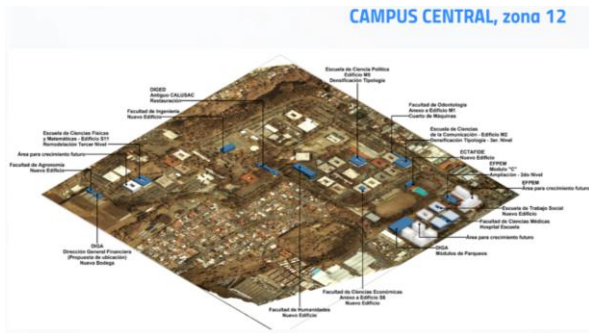 CAMPUS CENTRAL, zona 12
Escuela de Ciencia Política
Edificio M5
Densificación Tipología
DIGED
Antiguo CALUSAC
Restauración
Facultad de Odontología
Anexo a Edificio M1
Cuarto de Máquinas
Facultad de Ingeniería
Nuevo Edificio
Escuela de Ciencias
de la Comunicación - Edificio M2
Densificación Tipología - 3er. Nivel
Escuela de Ciencias Físicas
y Matemáticas - Edificio S11
Remodelación Tercer Nivel
ECTAFIDE
Nuevo Edificio
Área para crecimiento futuro
EFPEM
Módulo "C"
Ampliación - 2do Nivel
Facultad de Agronomía
Nuevo Edificio
EFPEM
Área para crecimiento futuro
Escuela de Trabajo Social
Nuevo Edificio
Facultad de Ciencias Médicas
Hospital Escuela
Área para crecimiento futuro
DIGA
Dirección General Financiera
(Propuesta de ubicación)
Nuevo Bodega
DIGA
Módulos de Parqueos
Facultad de Ciencias Económicas
Anexo a Edificio S6
Nuevo Edificio
Facultad de Humanidades
Nuevo Edificio